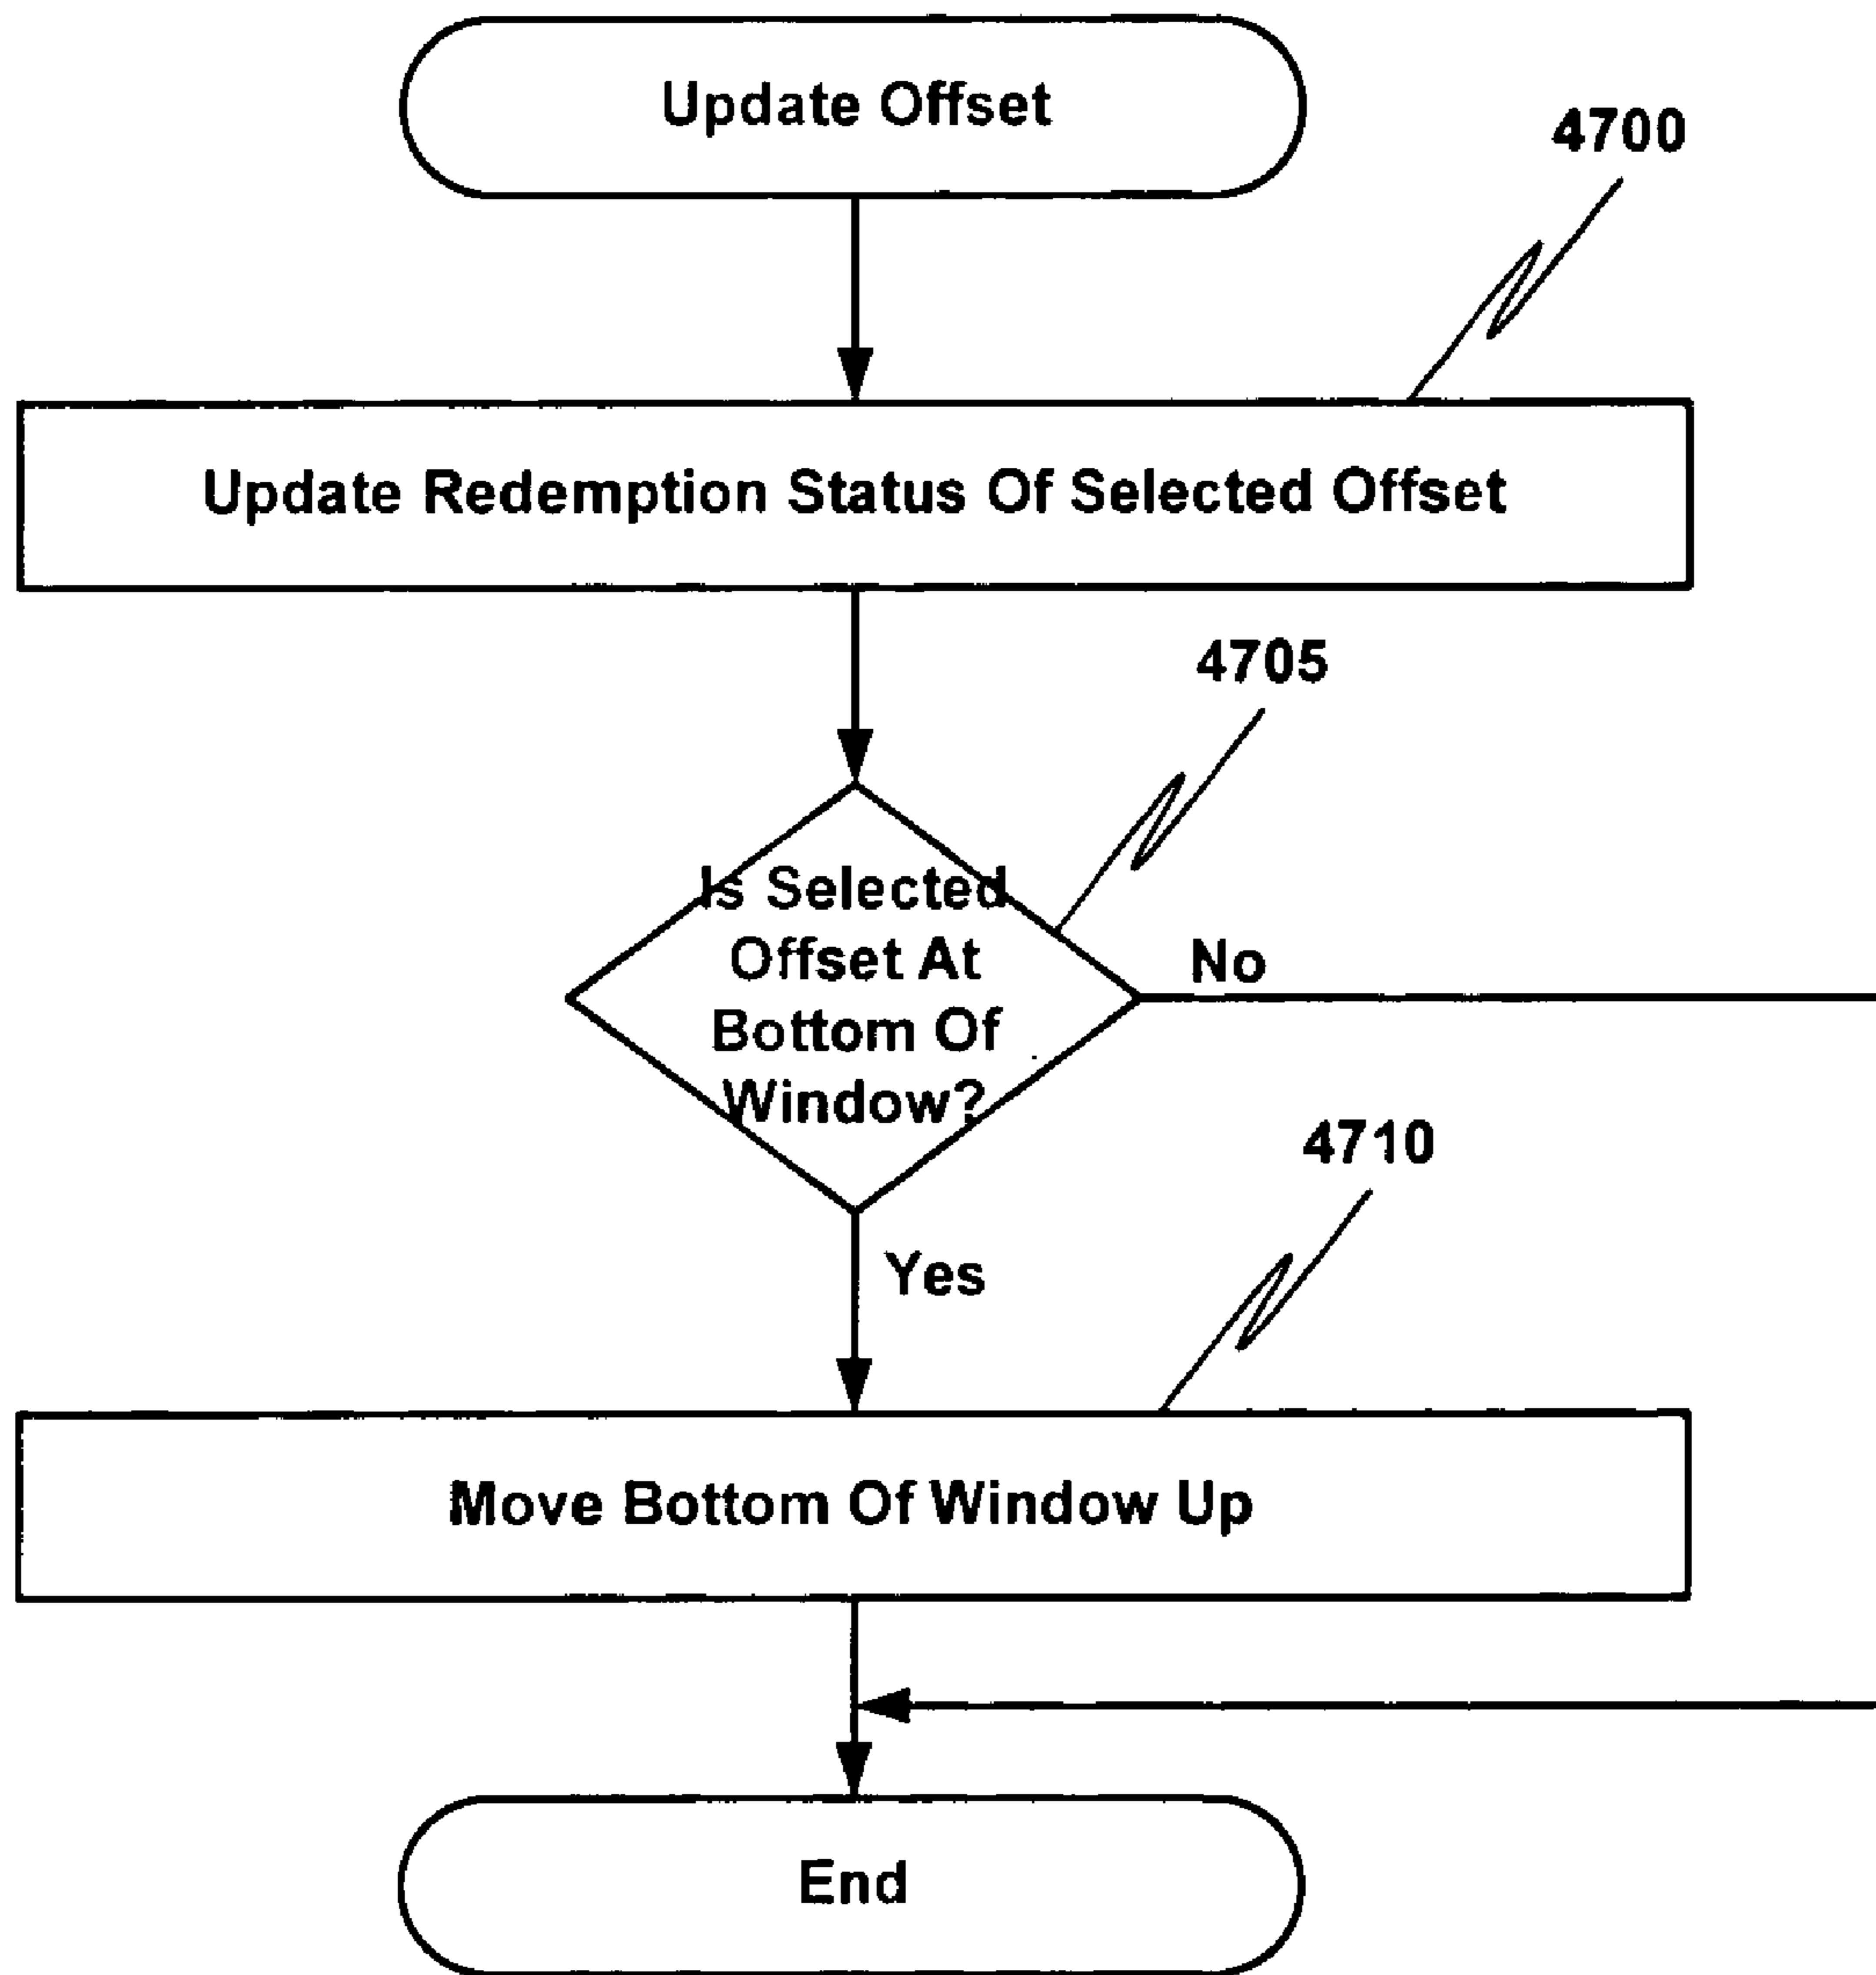 Update Offset
4700
Update Redemption Status Of Selected Offset
4705
Is Selected
Offset At
Bottom Of
Window?
No
4710
Yes
Move Bottom Of Window Up
End